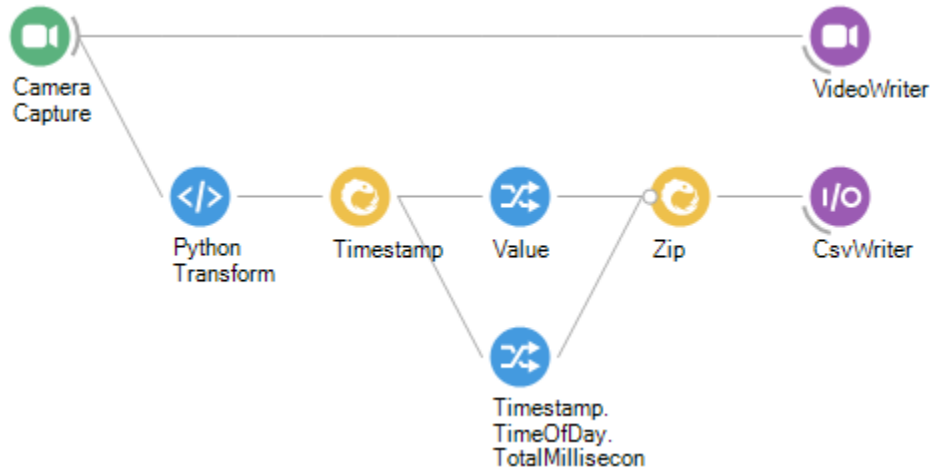 Camera
Capture
VideoWriter
</>
Python
Transform
Timestamp
Value
Zip
I/O
CsvWriter
Timestamp.
TimeOfDay.
TotalMillisecon